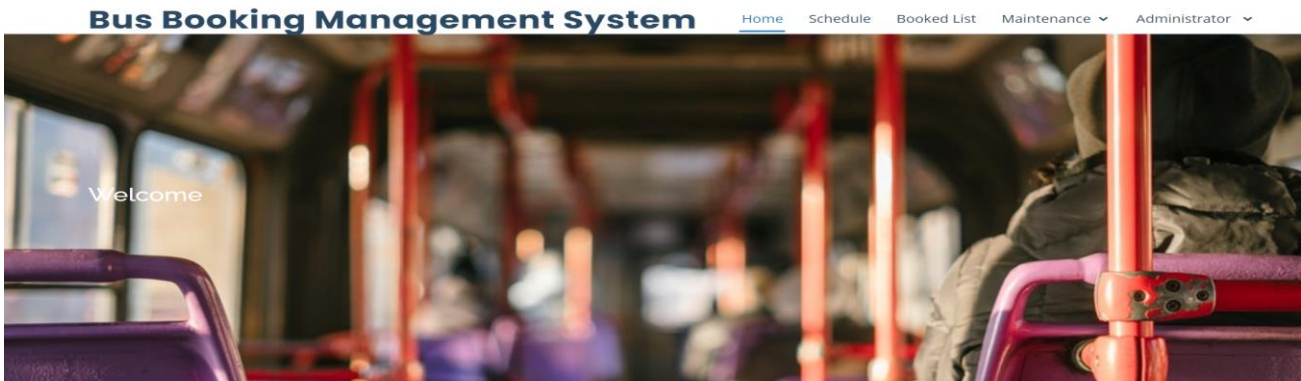 Bus Booking Management System
Home Schedule Booked List Maintenance Administrator
Welcome